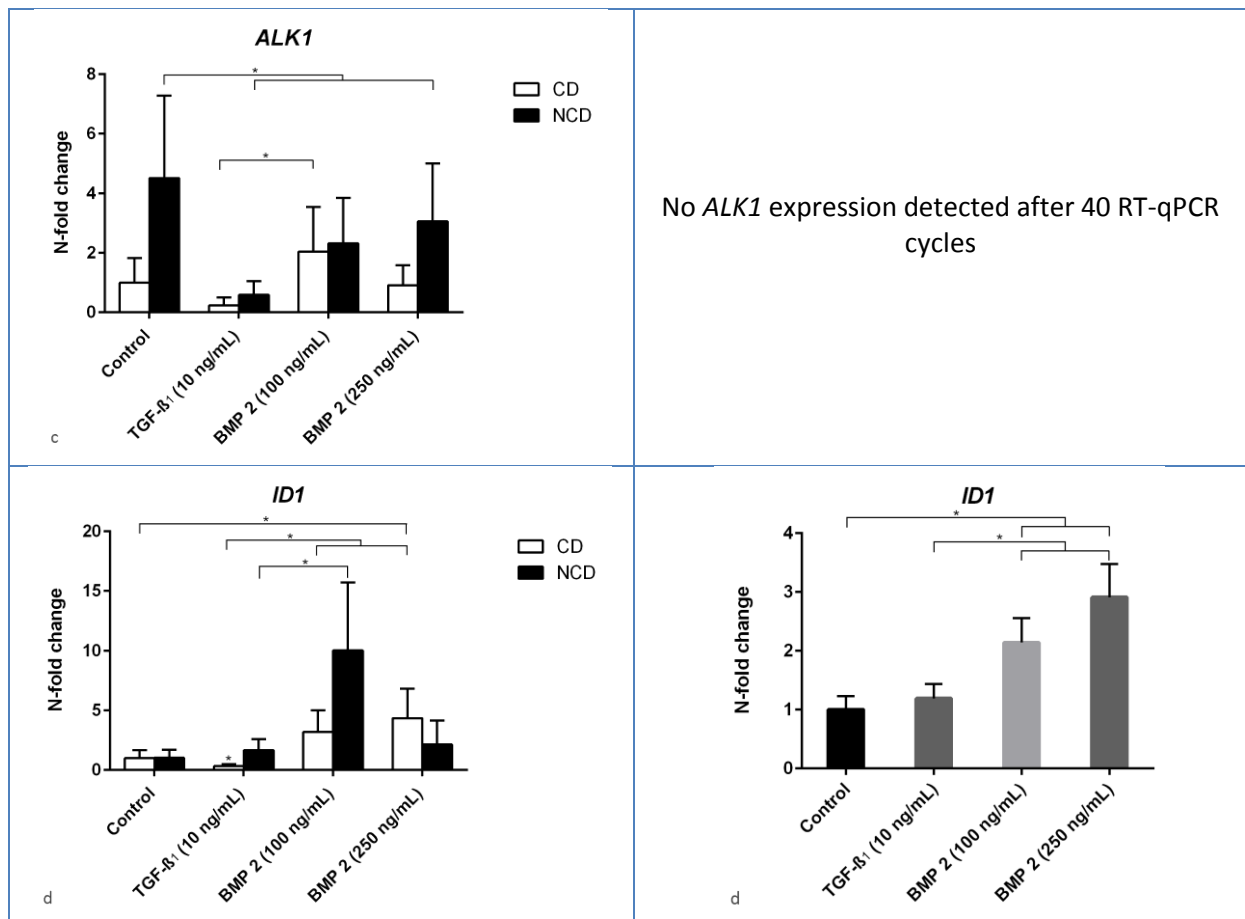 ALK1
*
*
8
6
4
2
0
N-fold change
CD
NCD
Control
TGF-ß₁ (10 ng/mL)
BMP 2 (100 ng/mL)
BMP 2 (250 ng/mL)
c
No ALK1 expression detected after 40 RT-qPCR
cycles
ID1
*
*
*
*
20
15
10
5
0
N-fold change
CD
NCD
Control
TGF-ß₁ (10 ng/mL)
BMP 2 (100 ng/mL)
BMP 2 (250 ng/mL)
d
ID1
*
*
4
3
2
1
0
N-fold change
Control
TGF-ß₁ (10 ng/mL)
BMP 2 (100 ng/mL)
BMP 2 (250 ng/mL)
d